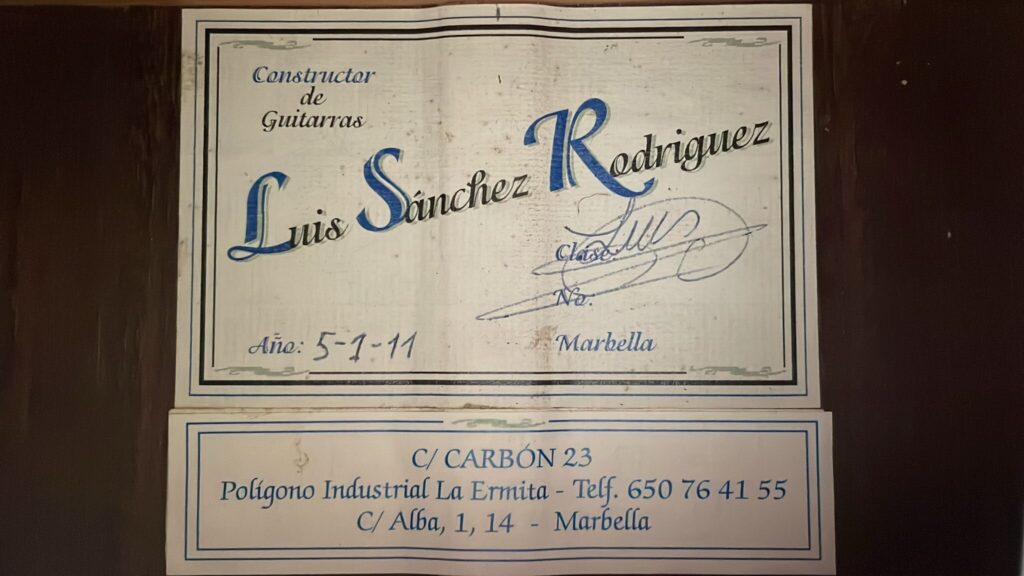 Constructor
de
Guitarras
Luis Sánchez Rodriguez
Luis
Clase:
No:
Año: 5-1-11 Marbella
C/ CARBÓN 23
Polígono Industrial La Ermita - Telf. 650 76 41 55
C/ Alba, 1, 14 - Marbella